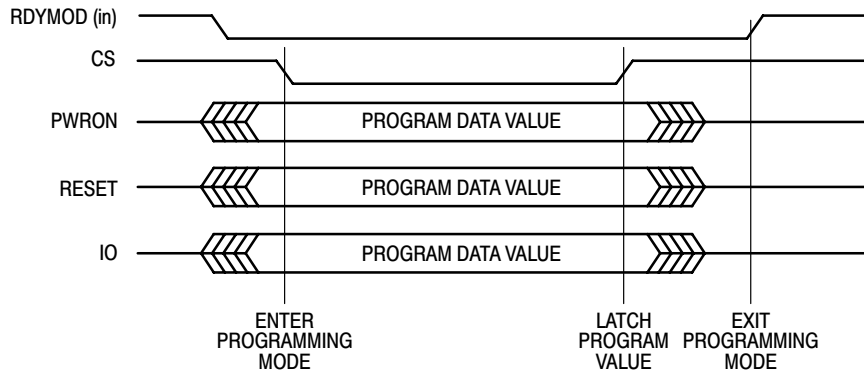 RDYMOD (in)
CS
PWRON
PROGRAM DATA VALUE
RESET
PROGRAM DATA VALUE
IO
PROGRAM DATA VALUE
ENTER
PROGRAMMING
MODE
LATCH
PROGRAM
VALUE
EXIT
PROGRAMMING
MODE